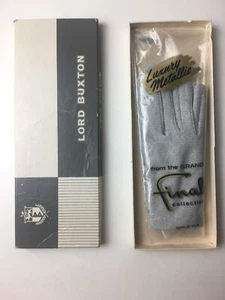 LORD BUXTON
Luxury
Metallic
from the GRAND
Final
collection